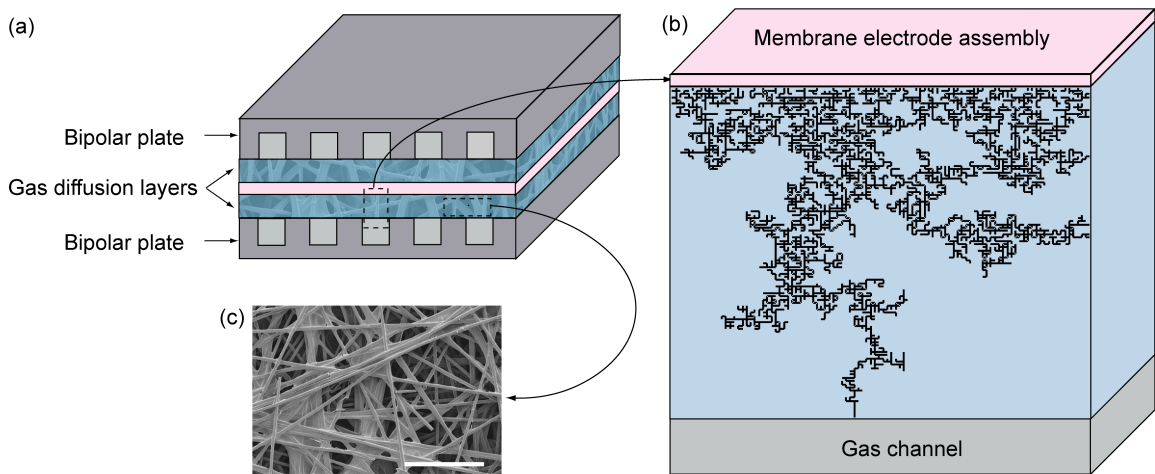 (a)
Bipolar plate
Gas diffusion layers
Bipolar plate
(b)
Membrane electrode assembly
Gas channel
(c)